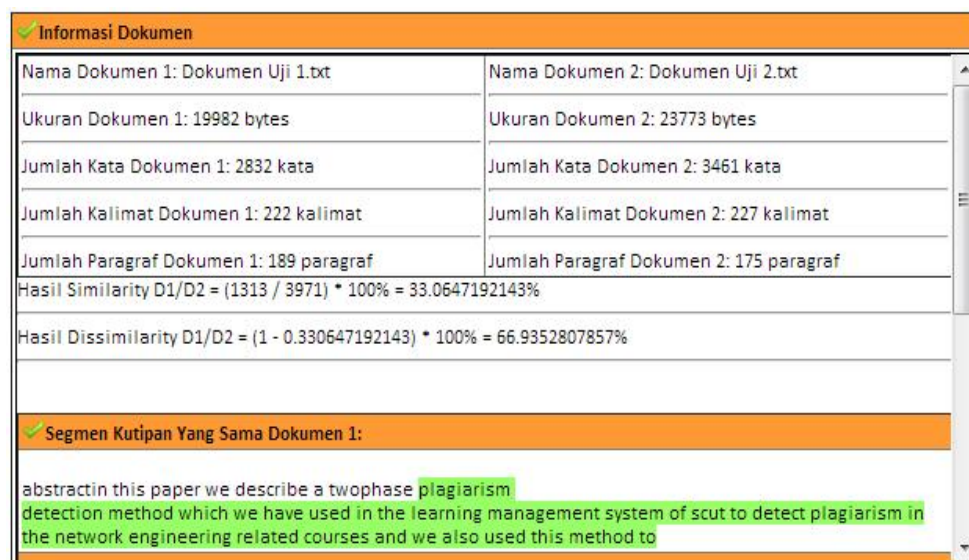 Informasi Dokumen
Nama Dokumen 1: Dokumen Uji 1.txt
Nama Dokumen 2: Dokumen Uji 2.txt
Ukuran Dokumen 1: 19982 bytes
Ukuran Dokumen 2: 23773 bytes
Jumlah Kata Dokumen 1: 2832 kata
Jumlah Kata Dokumen 2: 3461 kata
Jumlah Kalimat Dokumen 1: 222 kalimat
Jumlah Kalimat Dokumen 2: 227 kalimat
Jumlah Paragraf Dokumen 1: 189 paragraf
Jumlah Paragraf Dokumen 2: 175 paragraf
Hasil Similarity D1/D2 = (1313 / 3971) * 100% = 33.0647192143%
Hasil Dissimilarity D1/D2 = (1 - 0.330647192143) * 100% = 66.9352807857%
Segmen Kutipan Yang Sama Dokumen 1:
abstractin this paper we describe a twophase plagiarism
detection method which we have used in the learning management system of scut to detect plagiarism in
the network engineering related courses and we also used this method to